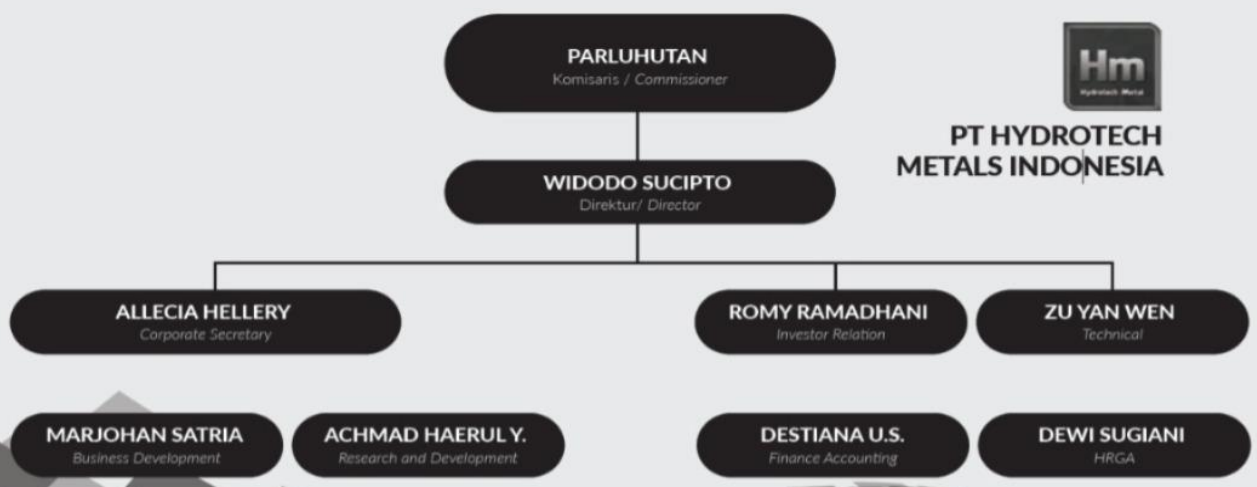 PARLUHUTAN
Komisaris / Commissioner
Hm
Hydrotech Metal
PT HYDROTECH
METALS INDONESIA
WIDODO SUCIPTO
Direktur/ Director
ALLECIA HELLERY
Corporate Secretary
ROMY RAMADHANI
Investor Relation
ZU YAN WEN
Technical
MARJOHAN SATRIA
Business Development
ACHMAD HAERUL Y.
Research and Development
DESTIANA U.S.
Finance Accounting
DEWI SUGIANI
HRGA